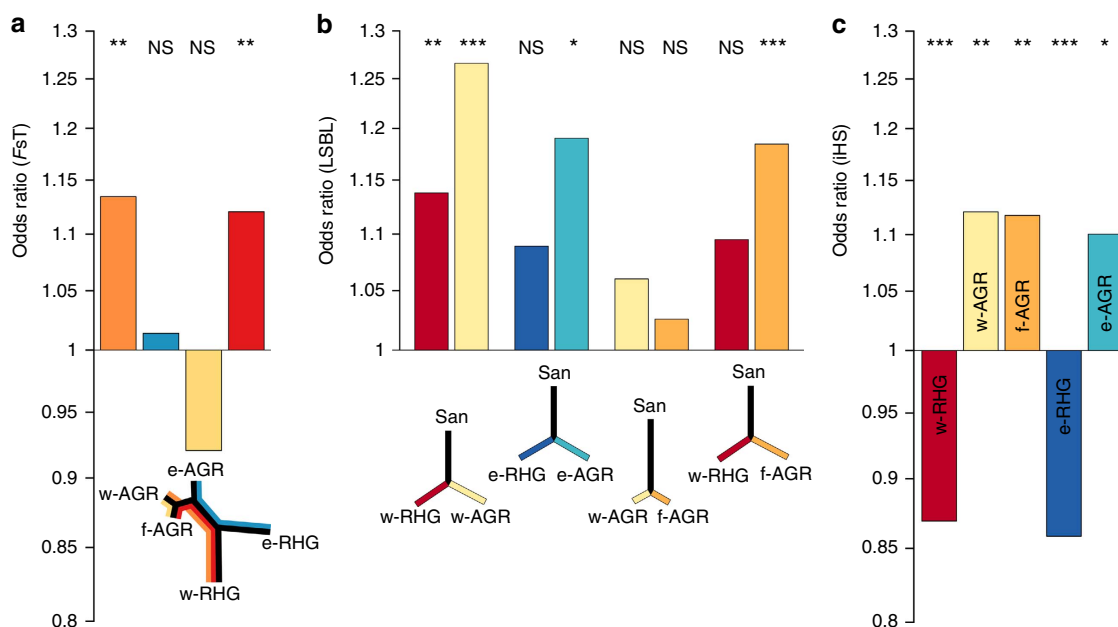 a
** NS NS **
Odds ratio (FST)
1.3
1.25
1.2
1.15
1.1
1.05
1
0.95
0.9
0.85
0.8
e-AGR
w-AGR
f-AGR
e-RHG
w-RHG
b
** *** NS * NS NS NS ***
Odds ratio (LSBL)
1.3
1.25
1.2
1.15
1.1
1.05
1
San
w-RHG w-AGR
San
e-RHG e-AGR
San
w-AGR f-AGR
San
w-RHG f-AGR
c
*** ** ** *** *
Odds ratio (iHS)
1.3
1.25
1.2
1.15
1.1
1.05
1
0.95
0.9
0.85
0.8
w-RHG
w-AGR
f-AGR
e-RHG
e-AGR